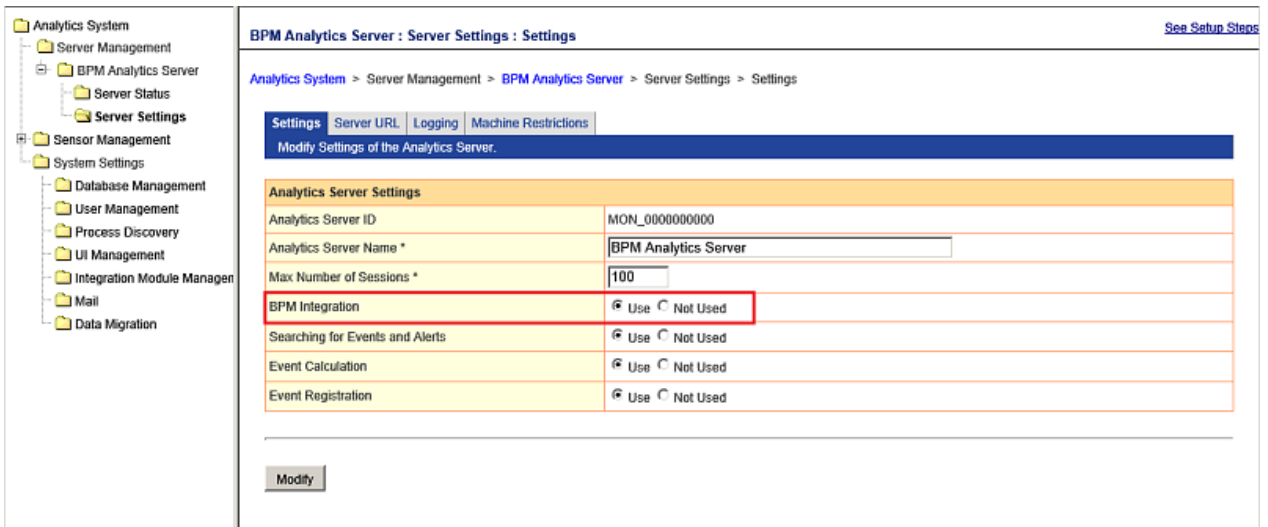 Analytics System
Server Management
BPM Analytics Server
Server Status
Server Settings
Sensor Management
System Settings
Database Management
User Management
Process Discovery
UI Management
Integration Module Managen
Mail
Data Migration
See Setup Steps
BPM Analytics Server : Server Settings : Settings
Analytics System > Server Management > BPM Analytics Server > Server Settings > Settings
Settings Server URL Logging Machine Restrictions
Modify Settings of the Analytics Server.
Analytics Server Settings
Analytics Server ID MON_0000000000
Analytics Server Name * BPM Analytics Server
Max Number of Sessions * 100
BPM Integration Use Not Used
Searching for Events and Alerts Use Not Used
Event Calculation Use Not Used
Event Registration Use Not Used
Modify